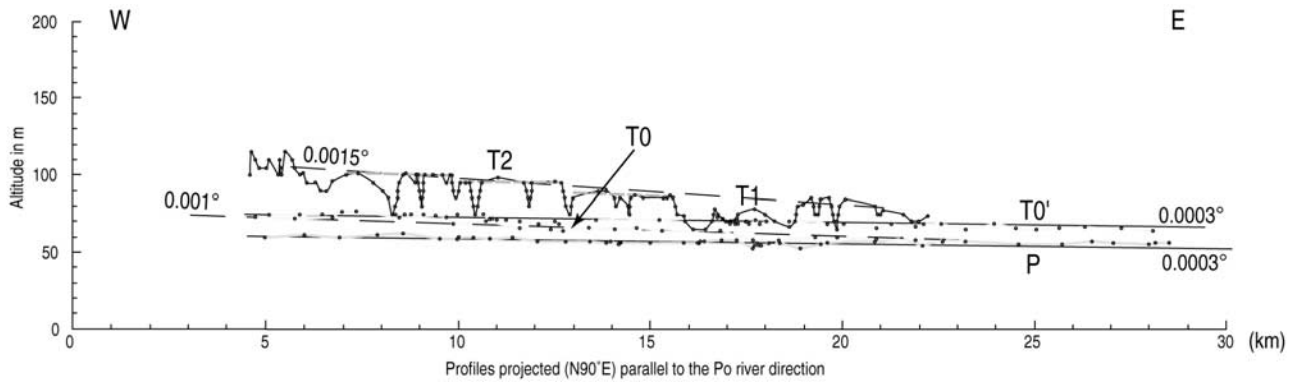 W
E
200
150
100
50
0
Altitude in m
0.0015°
T2
T0
T1
0.001°
T0'
0.0003°
P
0.0003°
0 5 10 15 20 25 30 (km)
Profiles projected (N90°E) parallel to the Po river direction